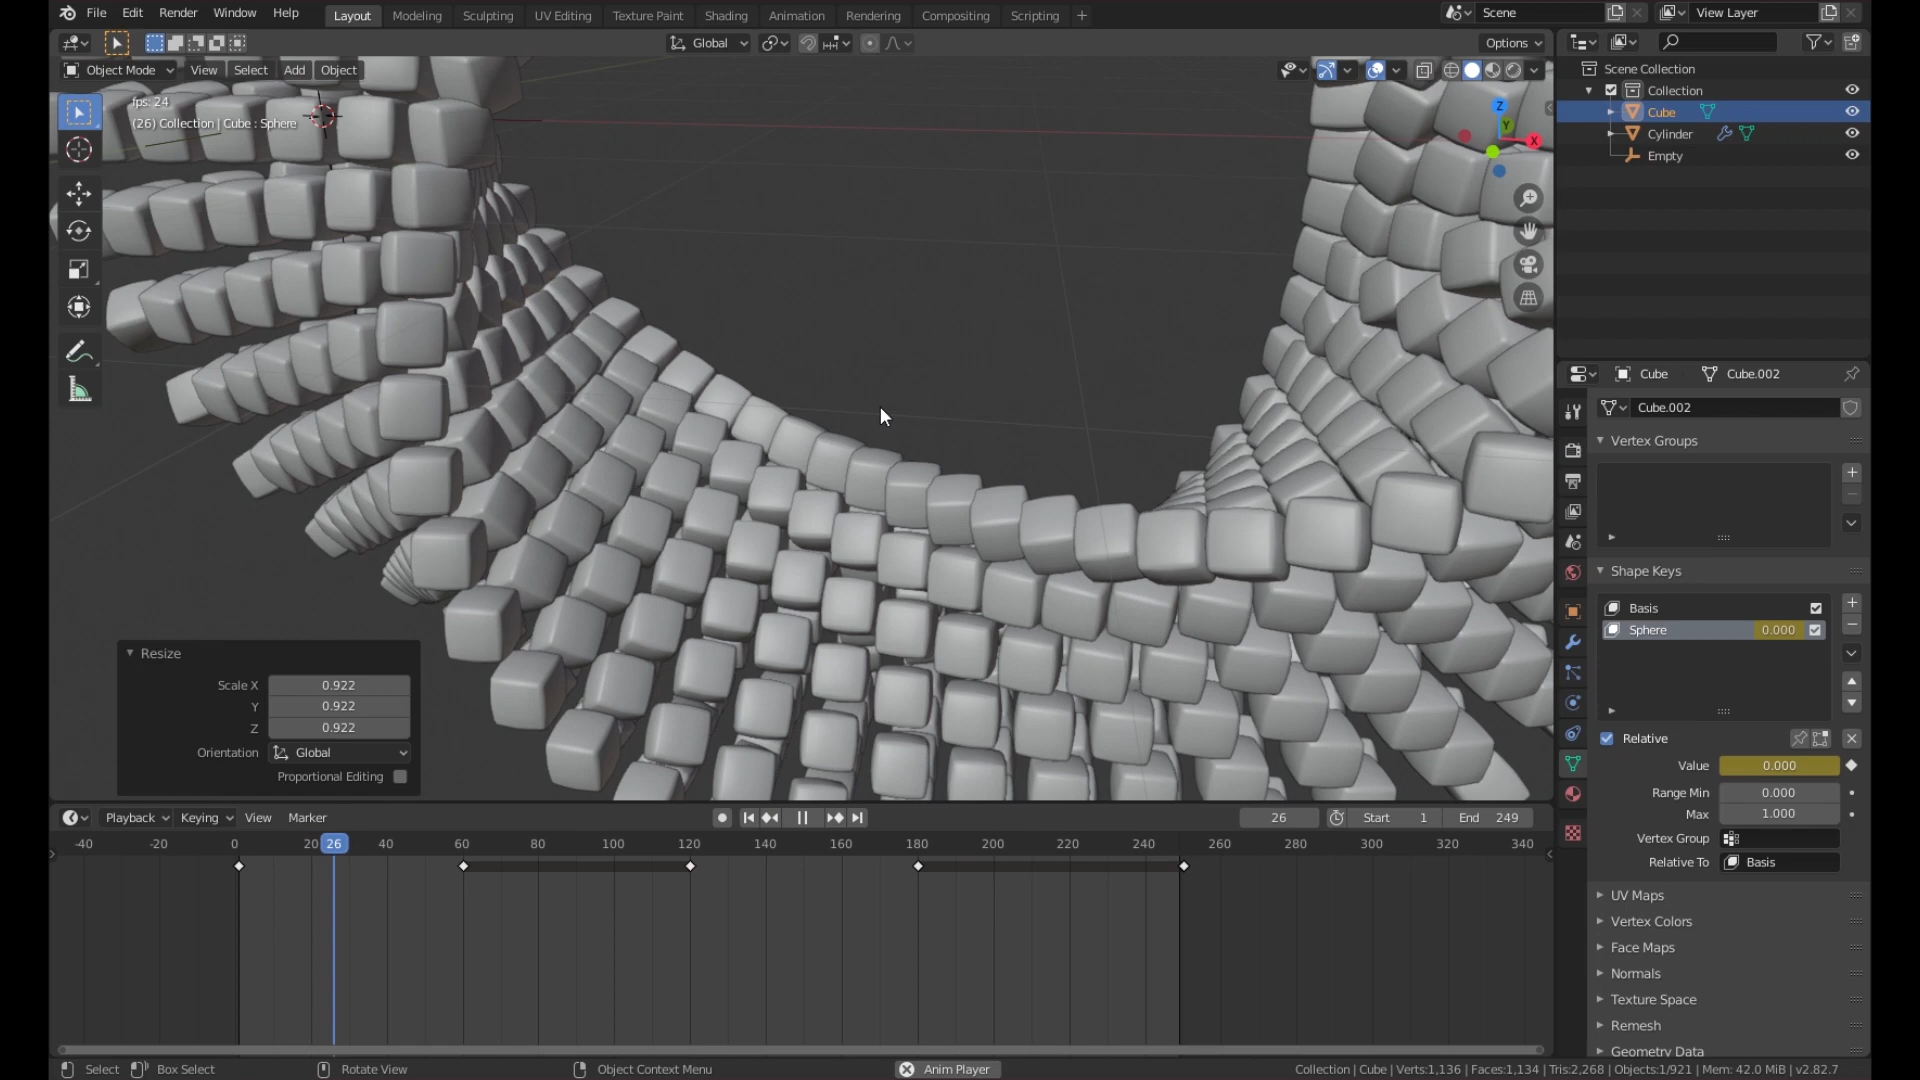 File Edit Render Window Help Layout Modeling Sculpting UV Editing Texture Paint Shading Animation Rendering Compositing Scripting + Scene View Layer
Global Options
Object Mode View Select Add Object
fps: 24
(26) Collection | Cube : Sphere
Z
Y
X
Scene Collection
Collection
Cube
Cylinder
Empty
Cube Cube.002
Cube.002
Vertex Groups
Shape Keys
Basis
Sphere 0.000
Relative
Value 0.000
Range Min 0.000
Max 1.000
Vertex Group
Relative To Basis
UV Maps
Vertex Colors
Face Maps
Normals
Texture Space
Remesh
Geometry Data
Resize
Scale X 0.922
Y 0.922
Z 0.922
Orientation Global
Proportional Editing
Playback Keying View Marker 26 Start 1 End 249
-40 -20 0 20 26 40 60 80 100 120 140 160 180 200 220 240 260 280 300 320 340
Select Box Select Rotate View Object Context Menu Anim Player Collection | Cube | Verts:1,136 | Faces:1,134 | Tris:2,268 | Objects:1/921 | Mem: 42.0 MiB | v2.82.7